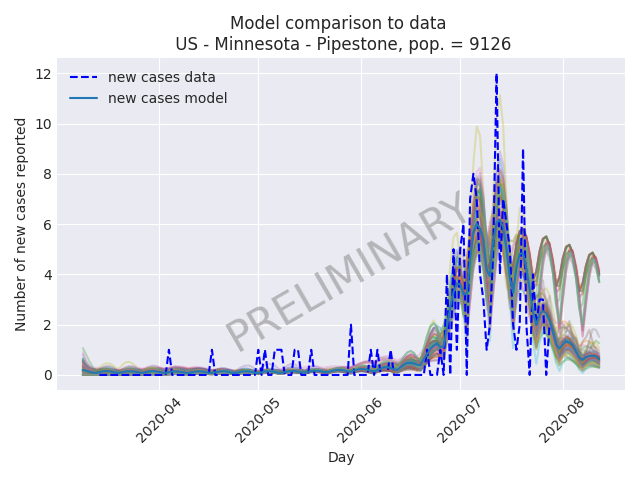 Model comparison to data
US - Minnesota - Pipestone, pop. = 9126
new cases data
new cases model
PRELIMINARY
Number of new cases reported
12
10
8
6
4
2
0
2020-04
2020-05
2020-06
2020-07
2020-08
Day